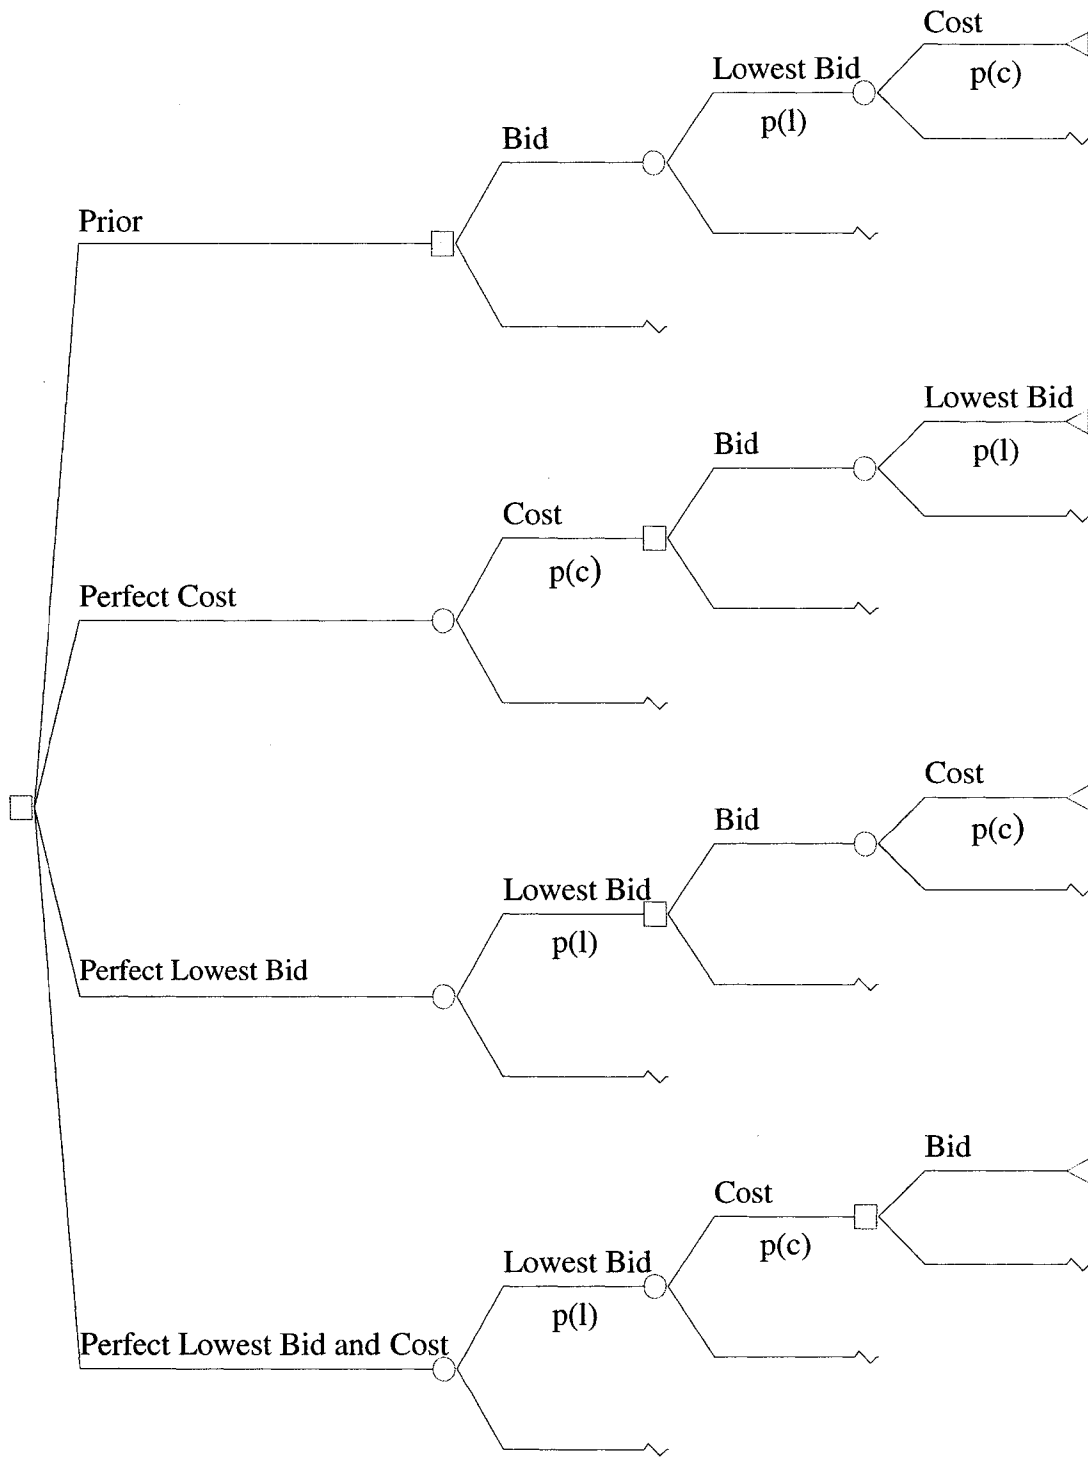 Cost
Lowest Bid
p(c)
p(l)
Bid
Prior
Lowest Bid
p(l)
Bid
Cost
p(c)
Perfect Cost
Cost
p(c)
Bid
Lowest Bid
p(l)
Perfect Lowest Bid
Bid
Cost
p(c)
Lowest Bid
p(l)
Perfect Lowest Bid and Cost